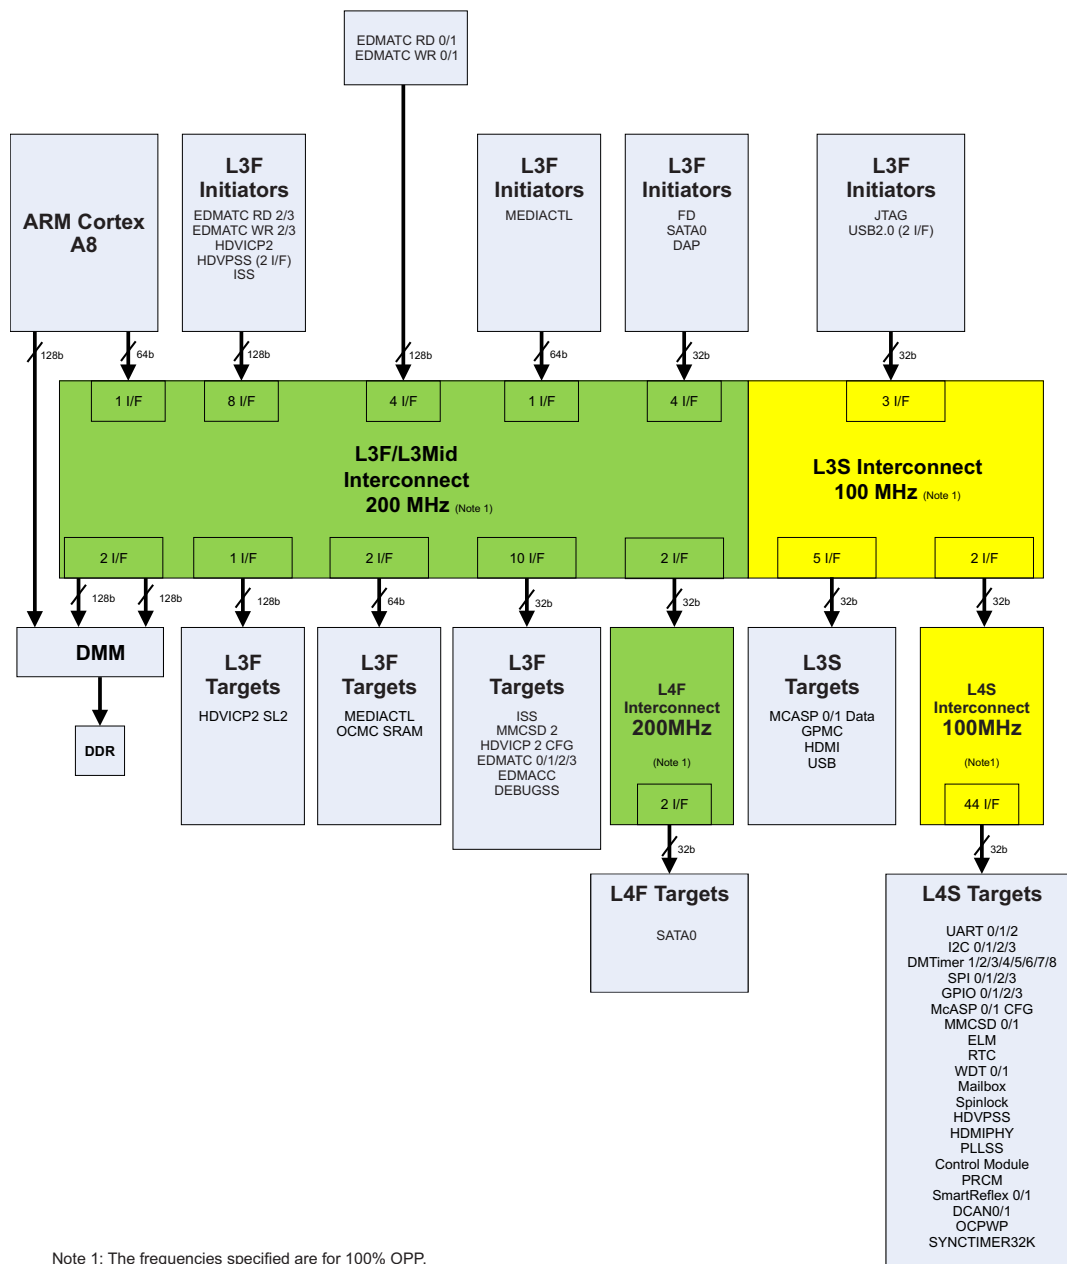 EDMATC RD 0/1
EDMATC WR 0/1
ARM Cortex
A8
L3F
Initiators
EDMATC RD 2/3
EDMATC WR 2/3
HDVICP2
HDVPSS (2 I/F)
ISS
L3F
Initiators
MEDIACTL
L3F
Initiators
FD
SATA0
DAP
L3F
Initiators
JTAG
USB2.0 (2 I/F)
128b
64b
128b
128b
64b
32b
32b
1 I/F
8 I/F
4 I/F
1 I/F
4 I/F
3 I/F
L3F/L3Mid
Interconnect
200 MHz (Note 1)
L3S Interconnect
100 MHz (Note 1)
2 I/F
1 I/F
2 I/F
10 I/F
2 I/F
5 I/F
2 I/F
128b
128b
128b
64b
32b
32b
32b
32b
DMM
DDR
L3F
Targets
HDVICP2 SL2
L3F
Targets
MEDIACTL
OCMC SRAM
L3F
Targets
ISS
MMCSD 2
HDVICP 2 CFG
EDMATC 0/1/2/3
EDMACC
DEBUGSS
L4F
Interconnect
200MHz
(Note 1)
2 I/F
L3S
Targets
MCASP 0/1 Data
GPMC
HDMI
USB
L4S
Interconnect
100MHz
(Note1)
44 I/F
32b
32b
L4F Targets
SATA0
L4S Targets
UART 0/1/2
I2C 0/1/2/3
DMTimer 1/2/3/4/5/6/7/8
SPI 0/1/2/3
GPIO 0/1/2/3
McASP 0/1 CFG
MMCSD 0/1
ELM
RTC
WDT 0/1
Mailbox
Spinlock
HDVPSS
HDMIPHY
PLLSS
Control Module
PRCM
SmartReflex 0/1
DCAN0/1
OCPWP
SYNCTIMER32K
Note 1: The frequencies specified are for 100% OPP.